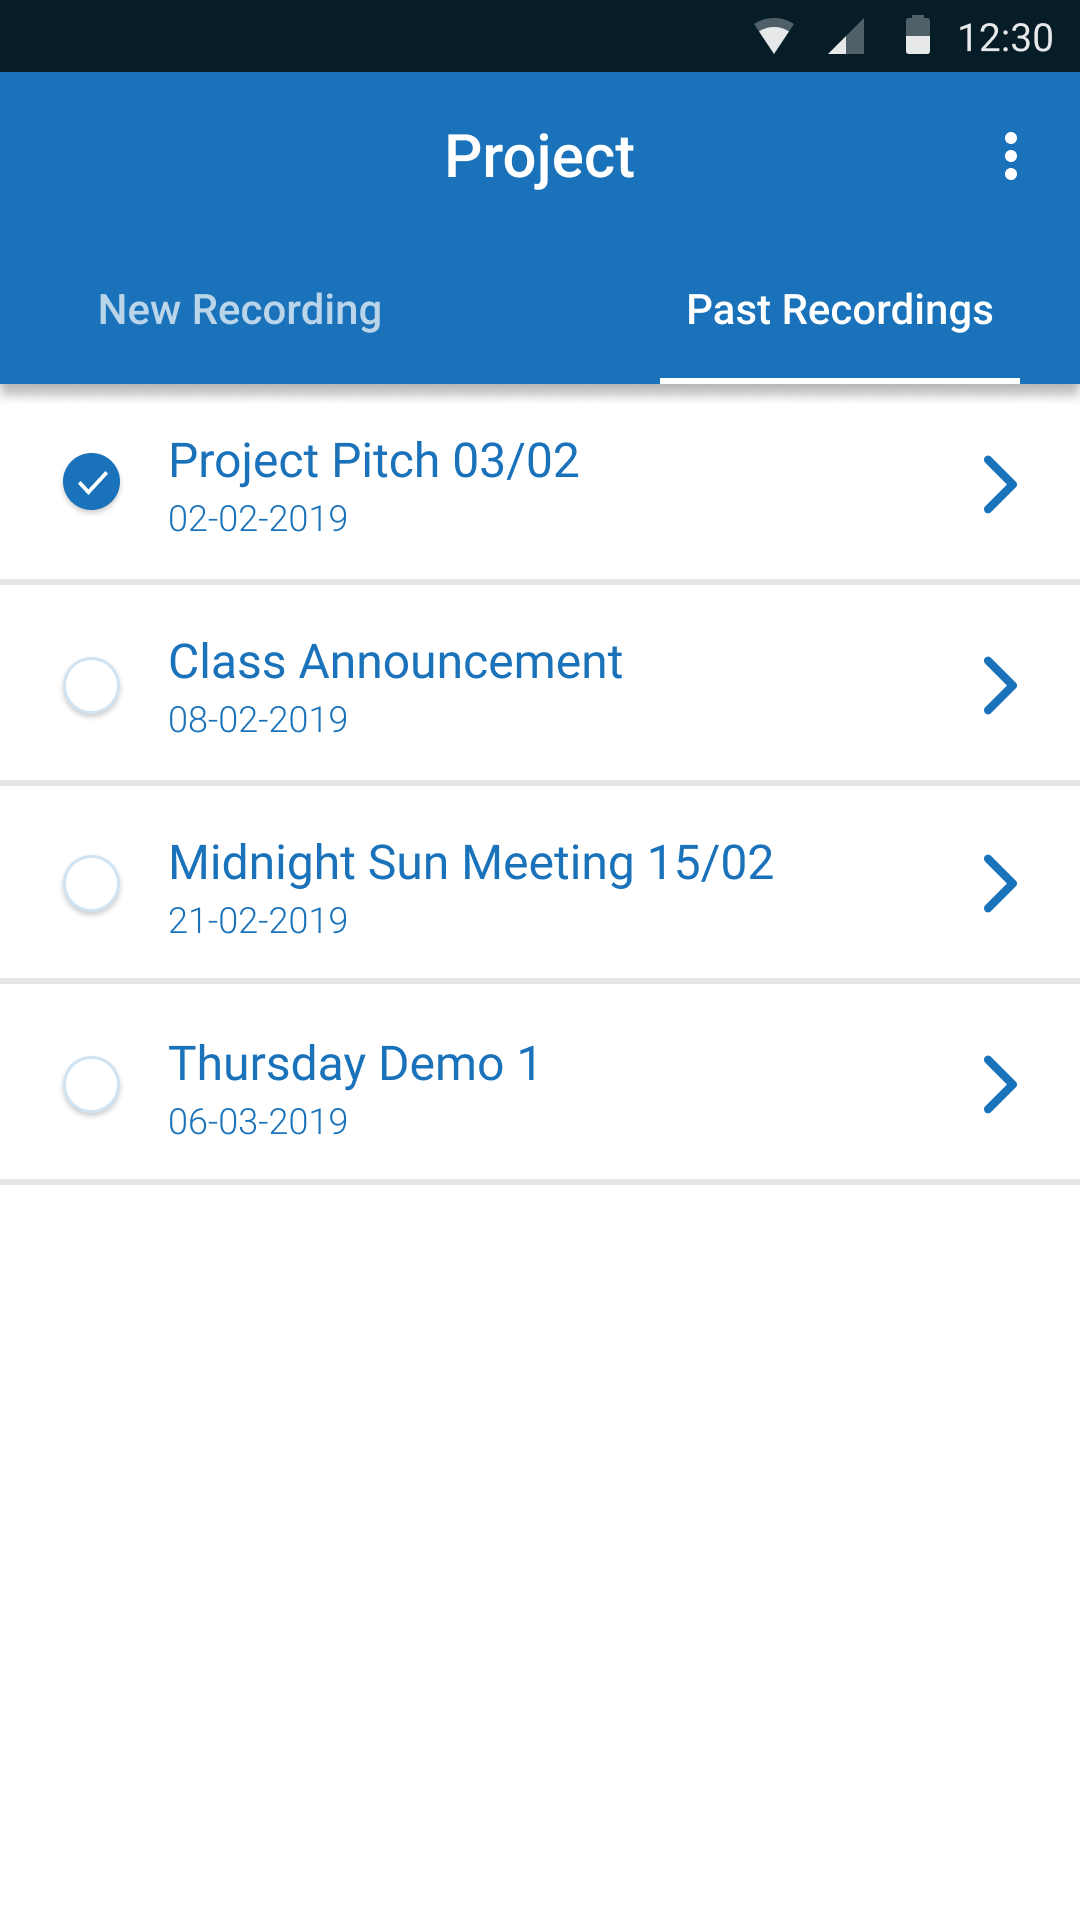 12:30
Project
New Recording Past Recordings
Project Pitch 03/02
02-02-2019
Class Announcement
08-02-2019
Midnight Sun Meeting 15/02
21-02-2019
Thursday Demo 1
06-03-2019